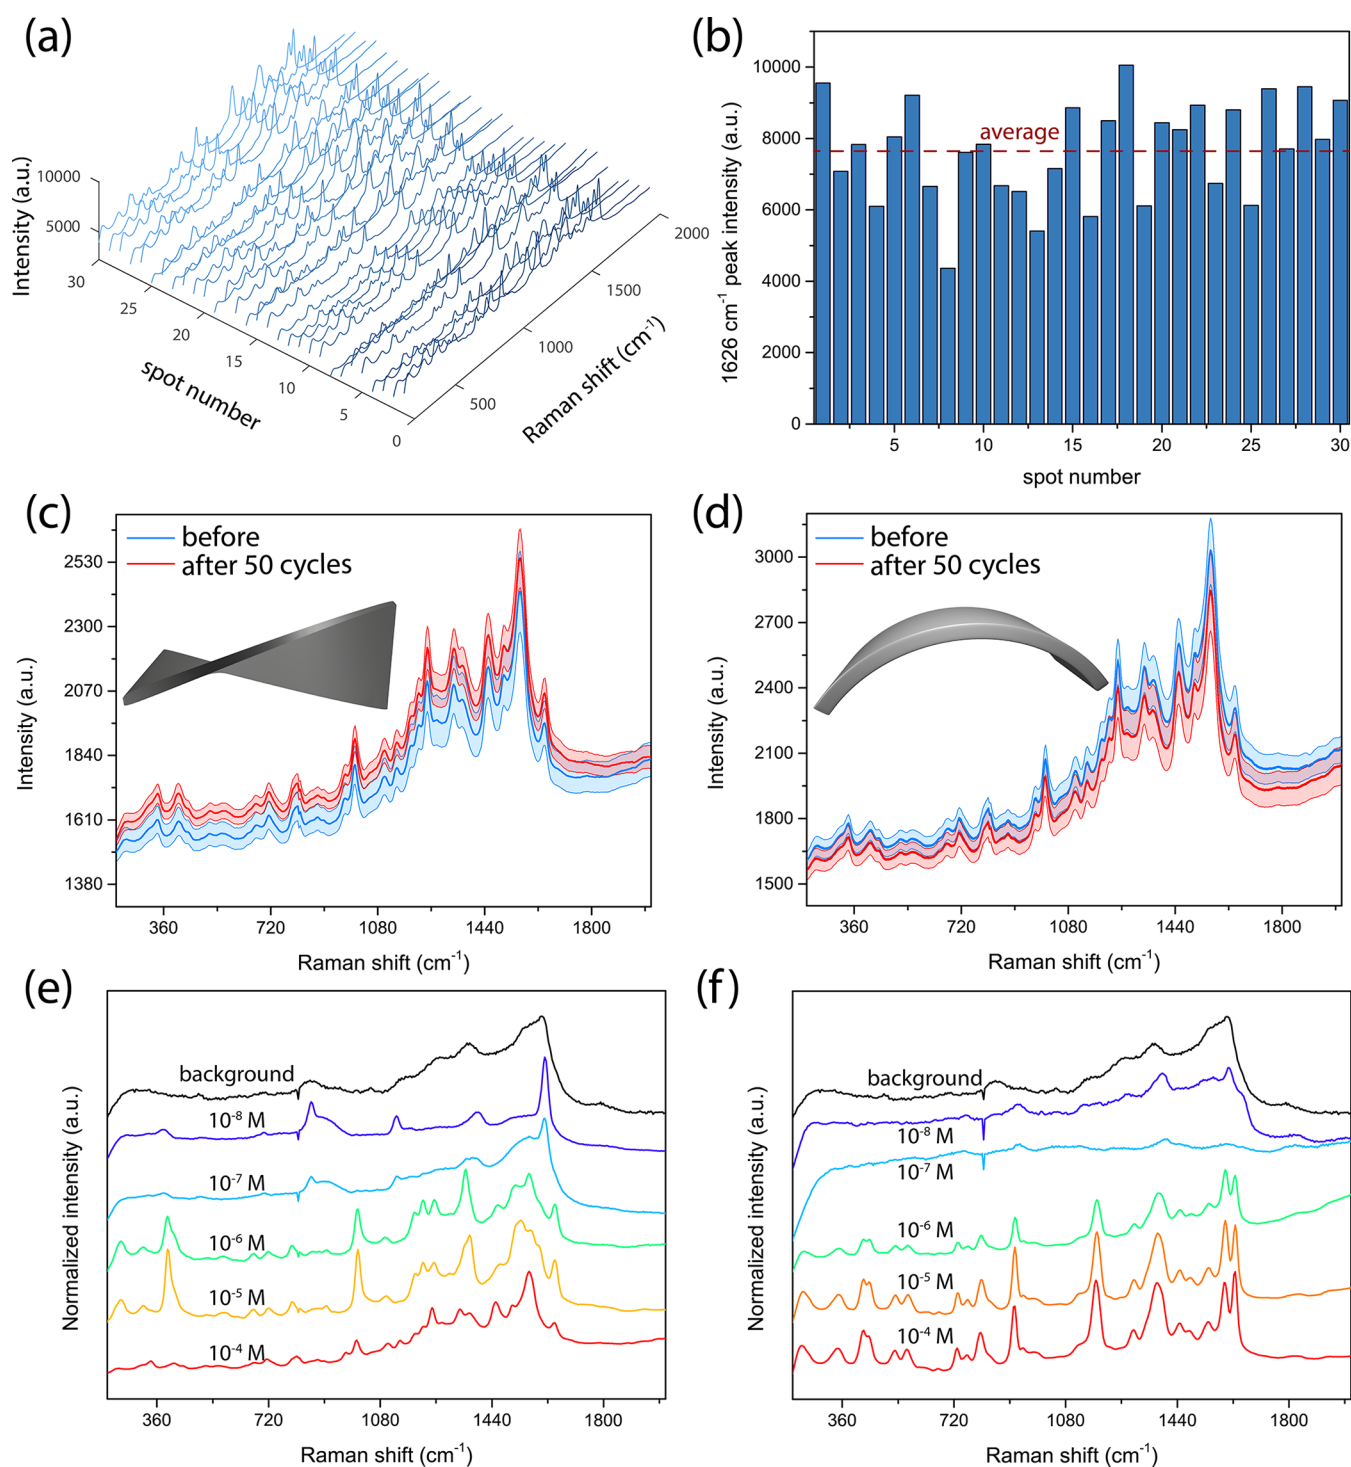 (a)
Intensity (a.u.)
10000
5000
30
25
20
15
10
5
0
spot number
500
1000
1500
2000
Raman shift (cm⁻¹)
(b)
1626 cm⁻¹ peak intensity (a.u.)
10000
8000
6000
4000
2000
0
average
5
10
15
20
25
30
spot number
(c)
before
after 50 cycles
Intensity (a.u.)
2530
2300
2070
1840
1610
1380
360
720
1080
1440
1800
Raman shift (cm⁻¹)
(d)
before
after 50 cycles
Intensity (a.u.)
3000
2700
2400
2100
1800
1500
360
720
1080
1440
1800
Raman shift (cm⁻¹)
(e)
Normalized intensity (a.u.)
background
10⁻⁸ M
10⁻⁷ M
10⁻⁶ M
10⁻⁵ M
10⁻⁴ M
360
720
1080
1440
1800
Raman shift (cm⁻¹)
(f)
Normalized intensity (a.u.)
background
10⁻⁸ M
10⁻⁷ M
10⁻⁶ M
10⁻⁵ M
10⁻⁴ M
360
720
1080
1440
1800
Raman shift (cm⁻¹)